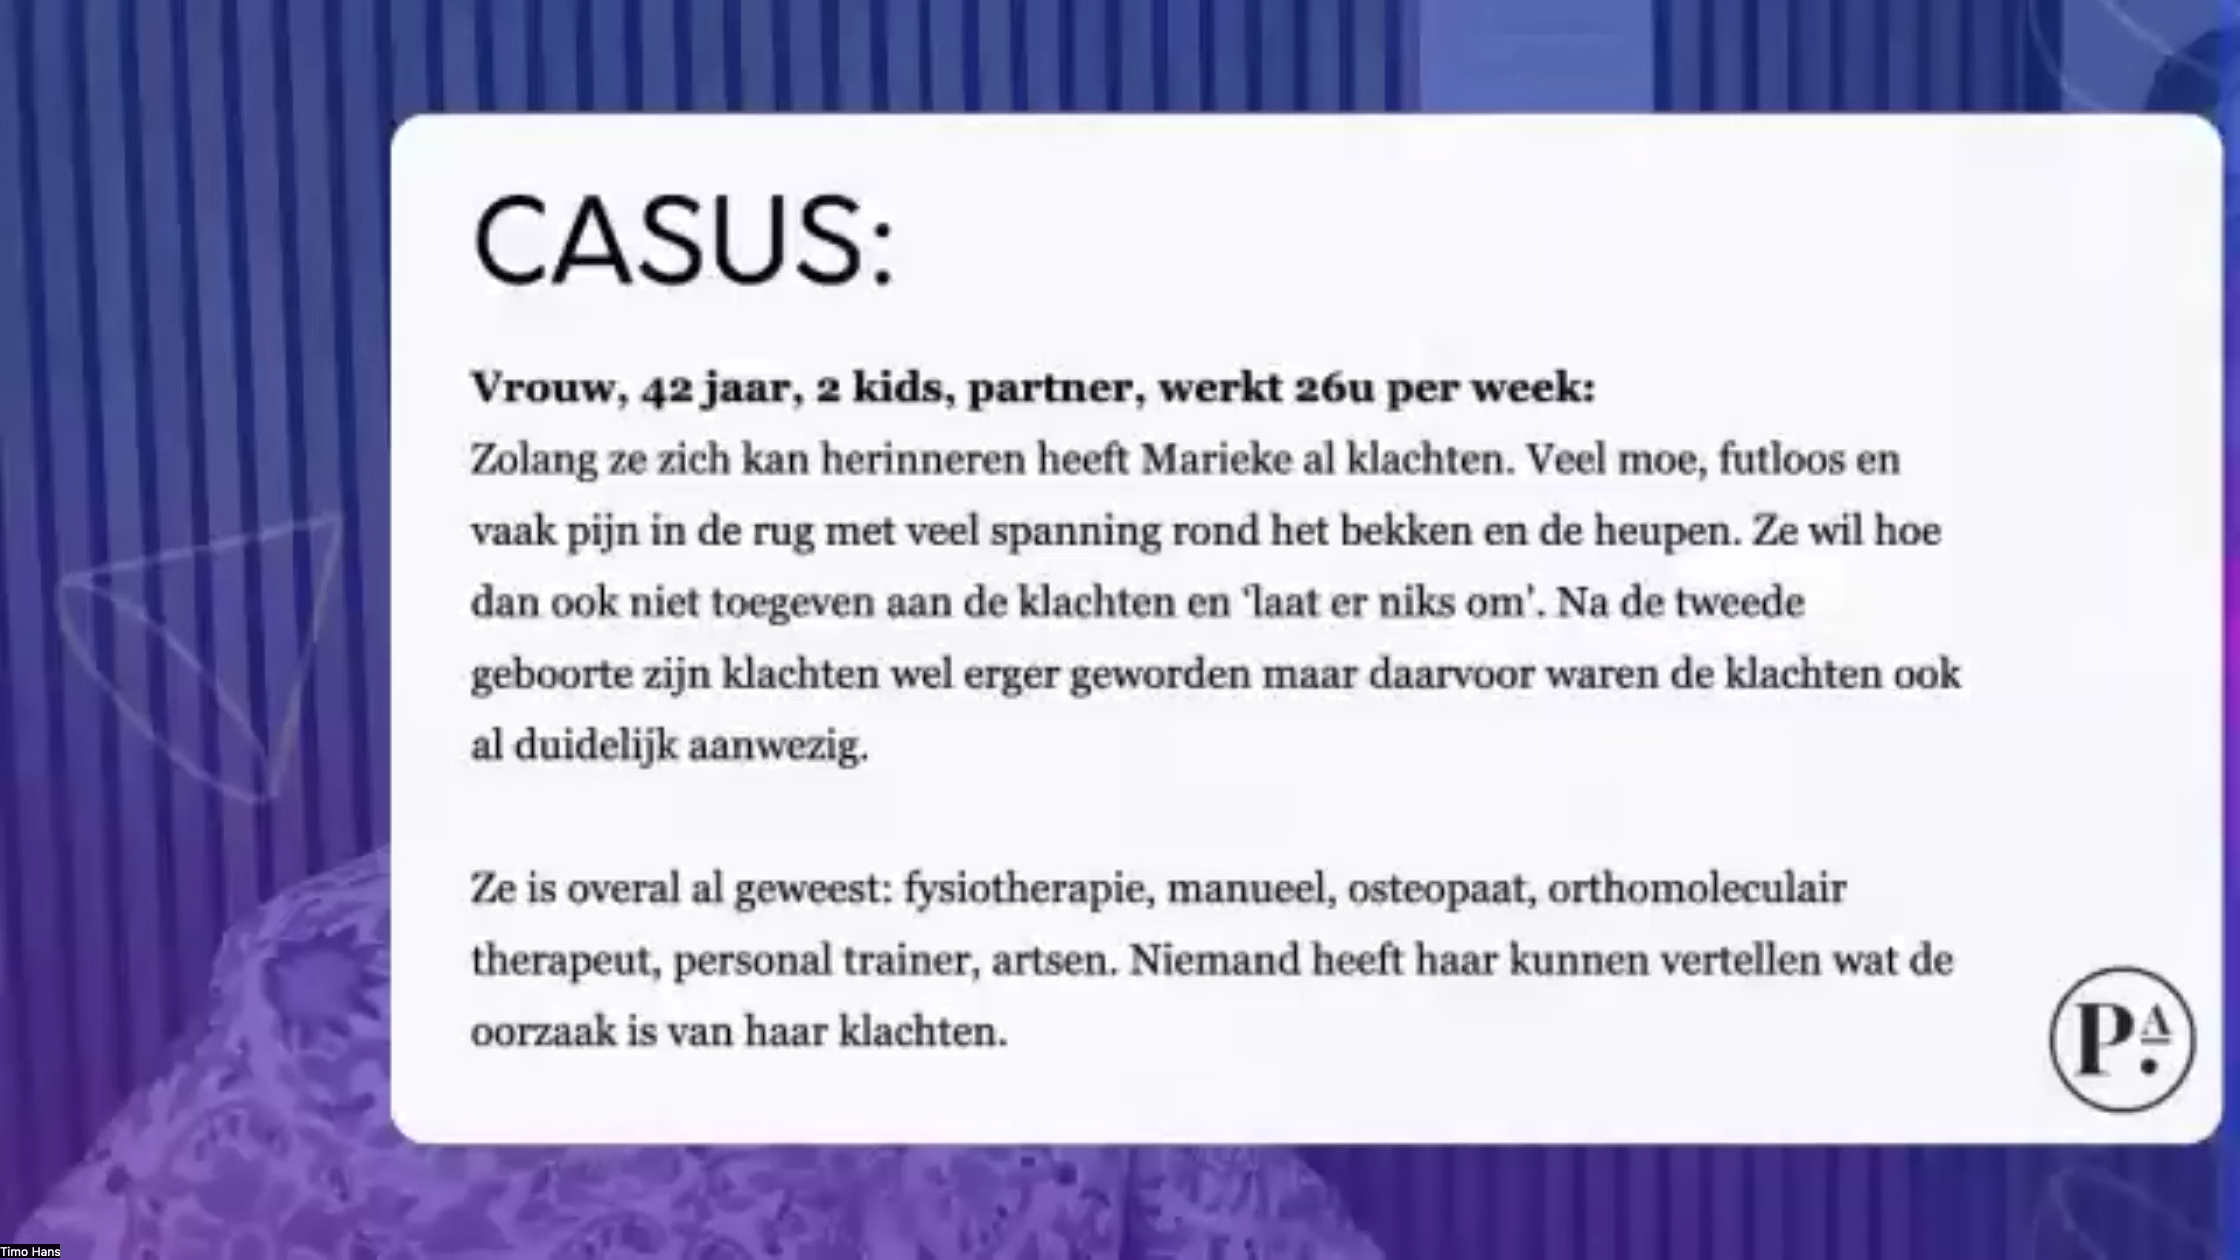 CASUS:
Vrouw, 42 jaar, 2 kids, partner, werkt 26u per week:
Zolang ze zich kan herinneren heeft Marieke al klachten. Veel moe, futloos en
vaak pijn in de rug met veel spanning rond het bekken en de heupen. Ze wil hoe
dan ook niet toegeven aan de klachten en ‘laat er niks om’. Na de tweede
geboorte zijn klachten wel erger geworden maar daarvoor waren de klachten ook
al duidelijk aanwezig.
Ze is overal al geweest: fysiotherapie, manueel, osteopaat, orthomoleculair
therapeut, personal trainer, artsen. Niemand heeft haar kunnen vertellen wat de
oorzaak is van haar klachten.
PA.
Timo Hans